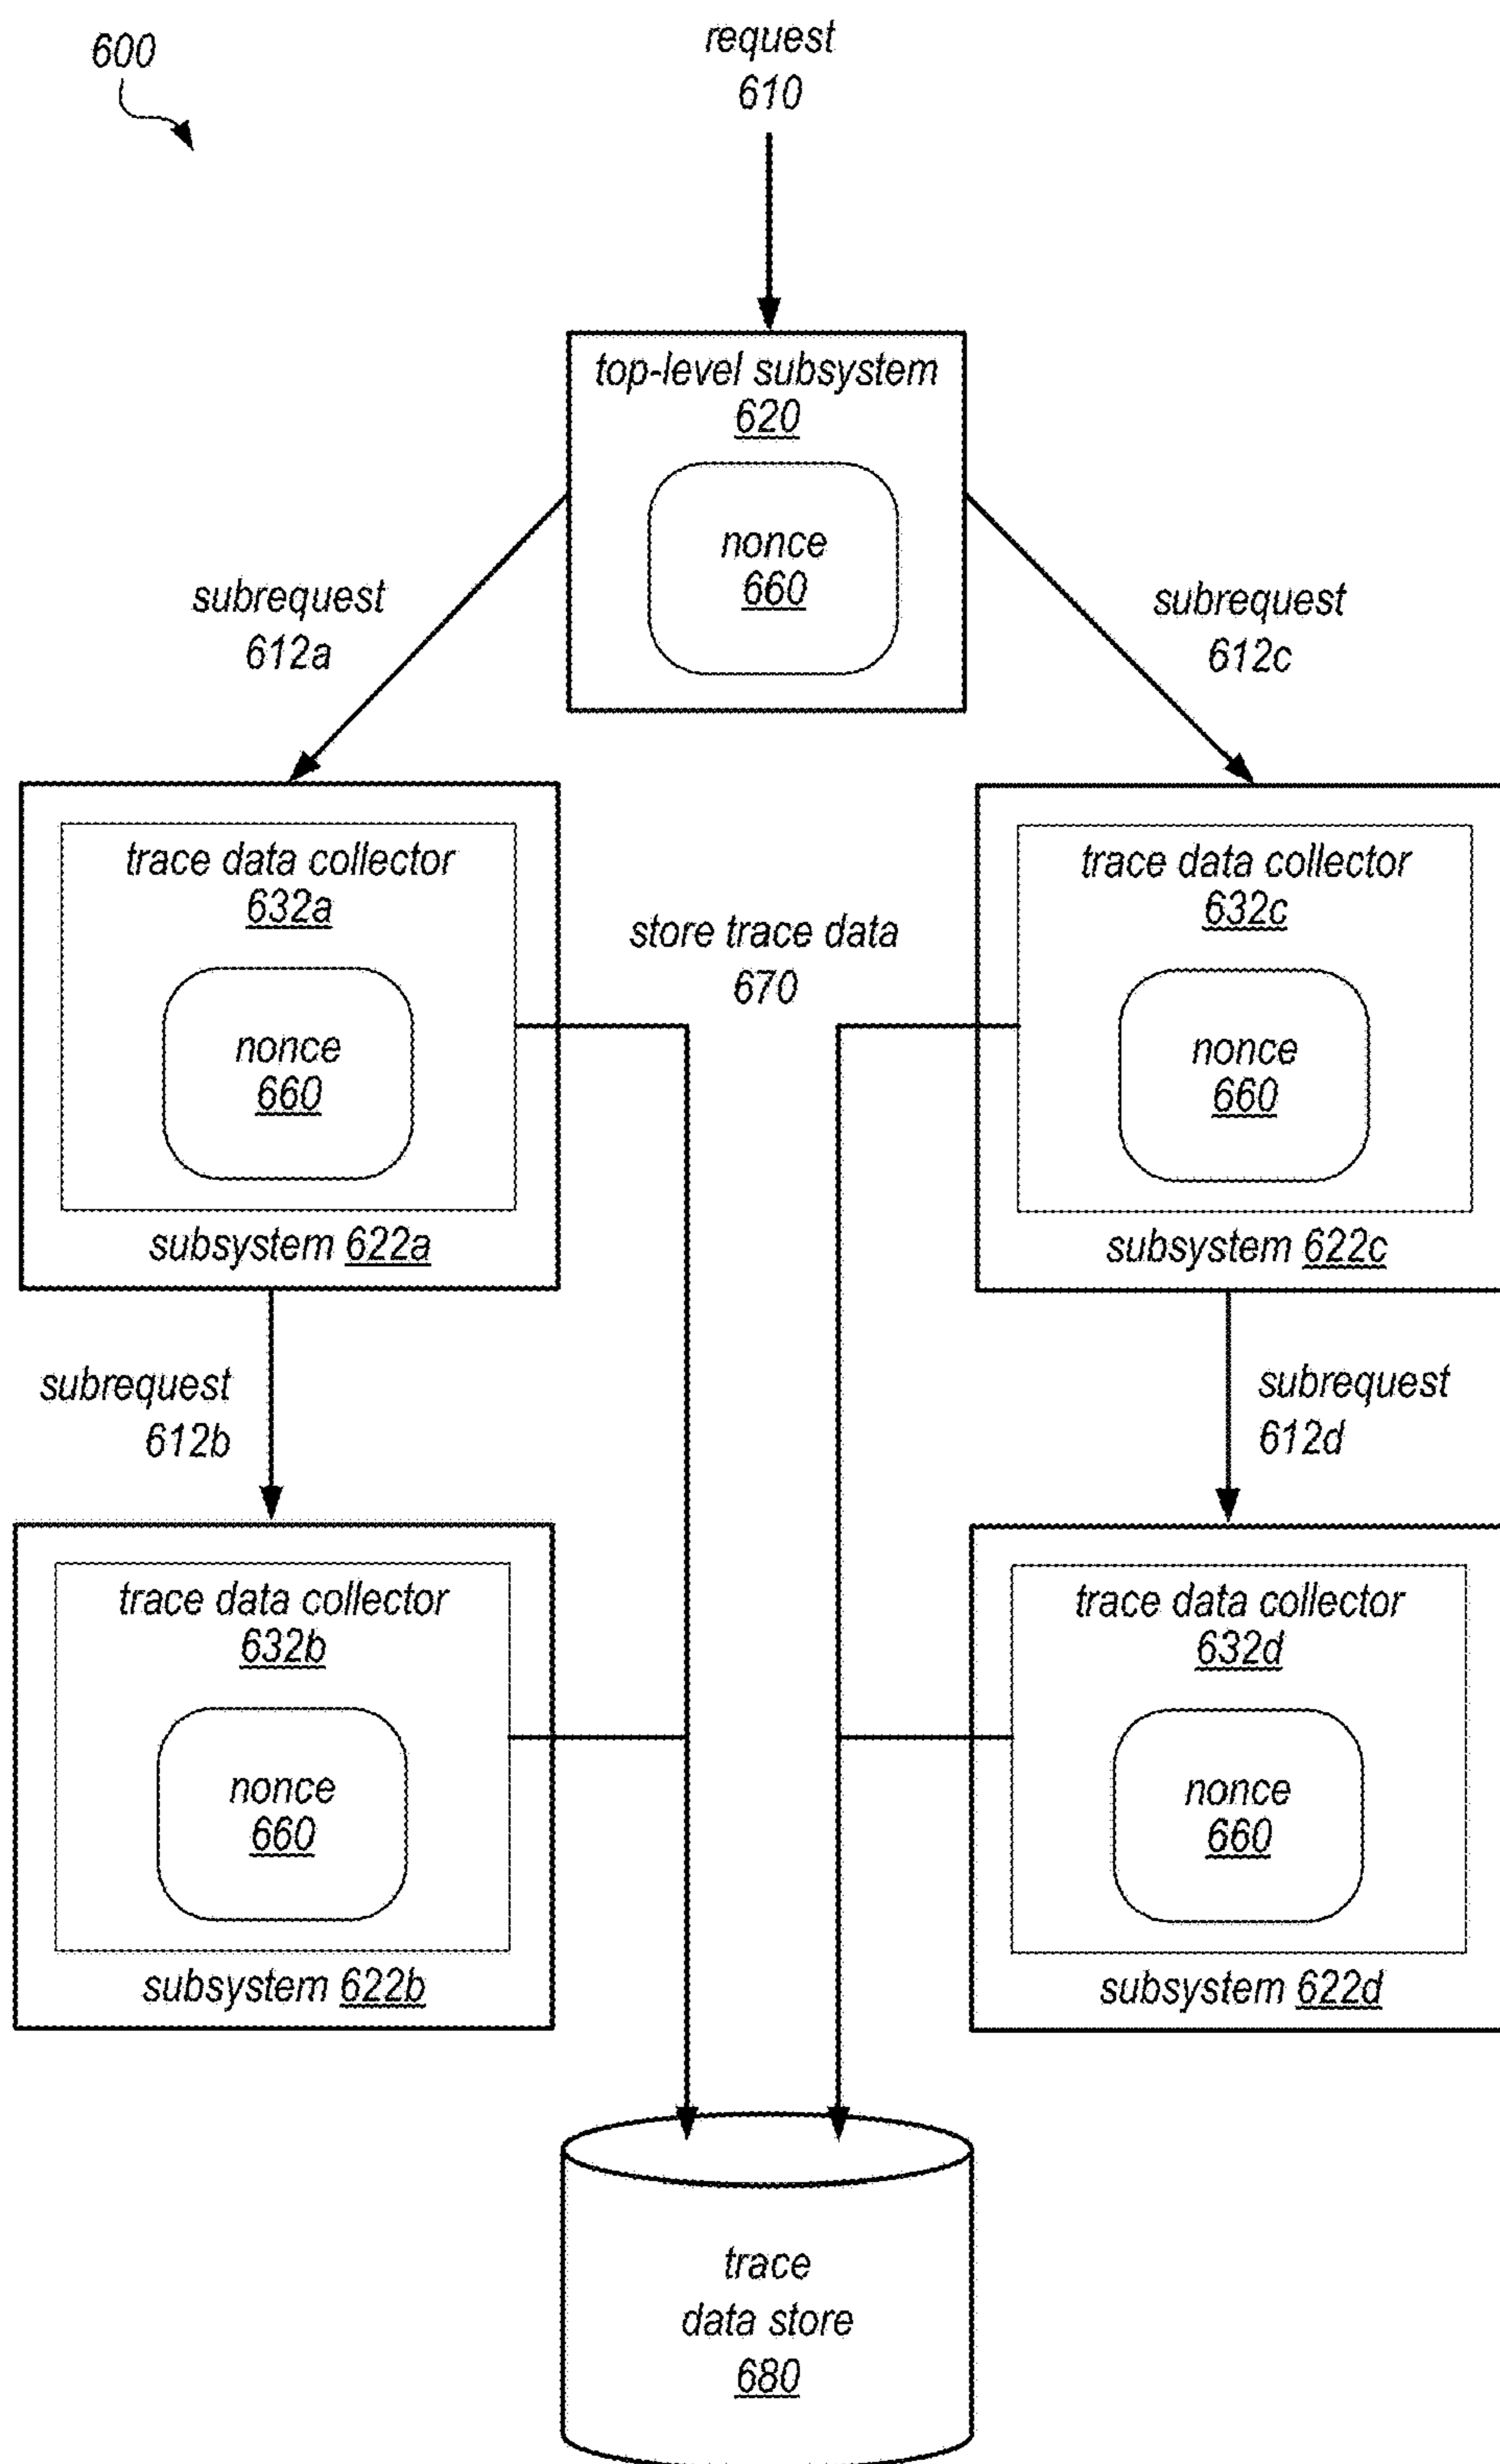 600
request
610
top-level subsystem
620
nonce
660
subrequest
612a
subrequest
612c
trace data collector
632a
nonce
660
subsystem 622a
store trace data
670
trace data collector
632c
nonce
660
subsystem 622c
subrequest
612b
subrequest
612d
trace data collector
632b
nonce
660
subsystem 622b
trace data collector
632d
nonce
660
subsystem 622d
trace
data store
680